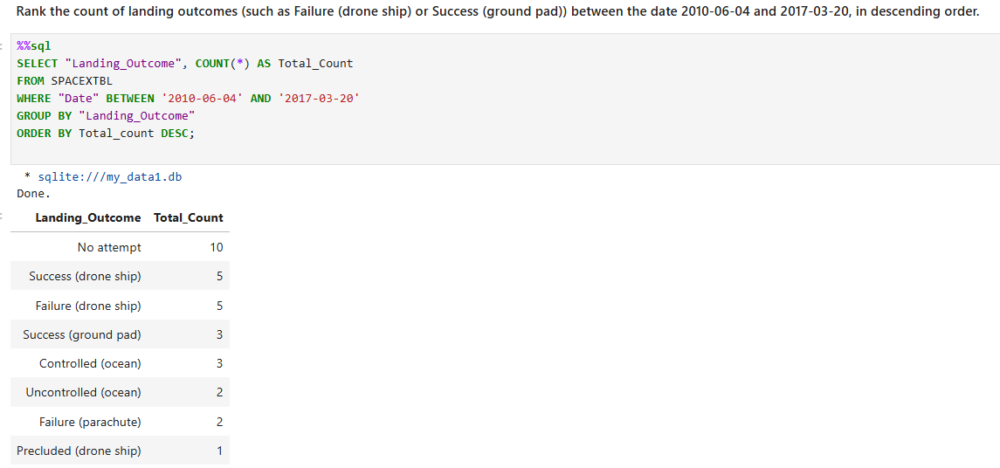 Rank the count of landing outcomes (such as Failure (drone ship) or Success (ground pad)) between the date 2010-06-04 and 2017-03-20, in descending order.
%%sql
SELECT "Landing_Outcome", COUNT(*) AS Total_Count
FROM SPACEXTBL
WHERE "Date" BETWEEN '2010-06-04' AND '2017-03-20'
GROUP BY "Landing_Outcome"
ORDER BY Total_count DESC;
* sqlite:///my_data1.db
Done.
Landing_Outcome Total_Count
No attempt 10
Success (drone ship) 5
Failure (drone ship) 5
Success (ground pad) 3
Controlled (ocean) 3
Uncontrolled (ocean) 2
Failure (parachute) 2
Precluded (drone ship) 1